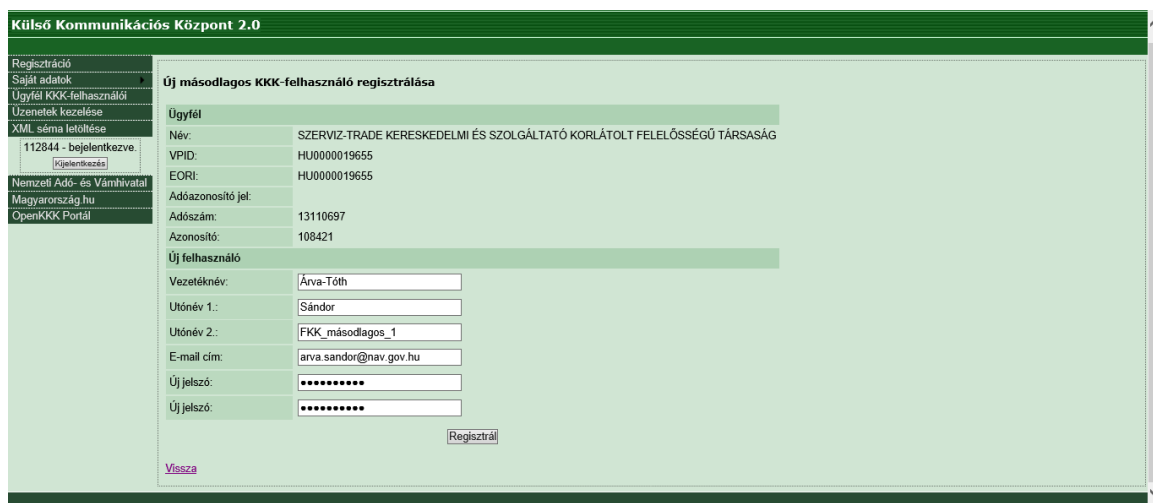 Külső Kommunikációs Központ 2.0
Regisztráció
Saját adatok
Ügyfél KKK-felhasználói
Üzenetek kezelése
XML séma letöltése
112844 - bejelentkezve.
Kijelentkezés
Nemzeti Adó- és Vámhivatal
Magyarország.hu
OpenKKK Portál
Új másodlagos KKK-felhasználó regisztrálása
Ügyfél
Név: SZERVIZ-TRADE KERESKEDELMI ÉS SZOLGÁLTATÓ KORLÁTOLT FELELŐSSÉGŰ TÁRSASÁG
VPID: HU0000019655
EORI: HU0000019655
Adóazonosító jel:
Adószám: 13110697
Azonosító: 108421
Új felhasználó
Vezetéknév: Árva-Tóth
Utónév 1.: Sándor
Utónév 2.: FKK_másodlagos_1
E-mail cím: arva.sandor@nav.gov.hu
Új jelszó: ●●●●●●●●●●
Új jelszó: ●●●●●●●●●●
Regisztrál
Vissza